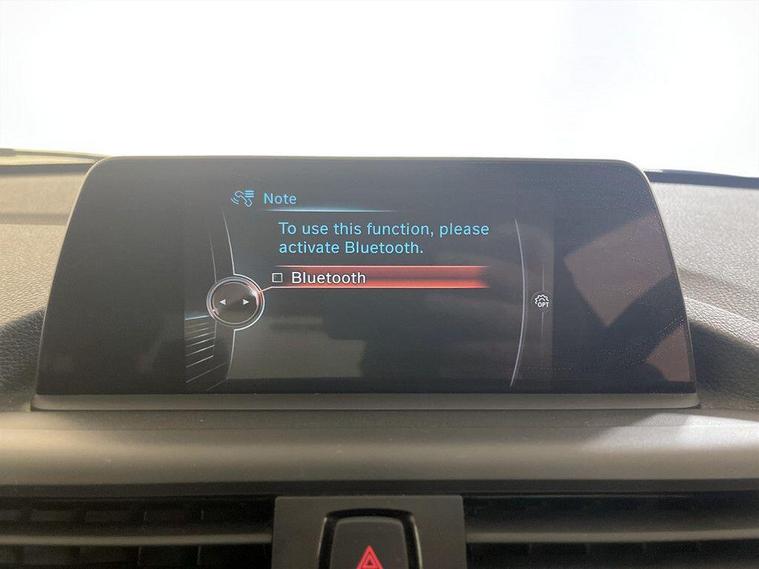 Note
To use this function, please
activate Bluetooth.
Bluetooth
OPT